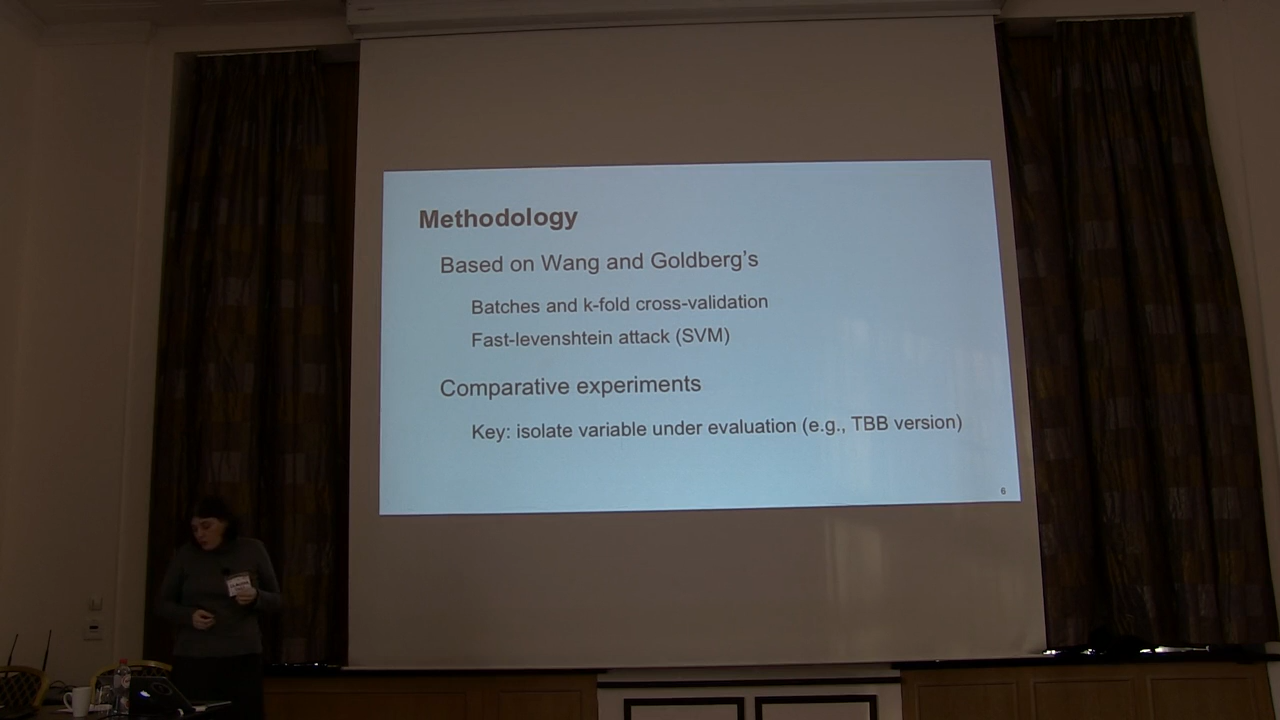 Methodology
Based on Wang and Goldberg's
Batches and k-fold cross-validation
Fast-levenshtein attack (SVM)
Comparative experiments
Key: isolate variable under evaluation (e.g., TBB version)
6